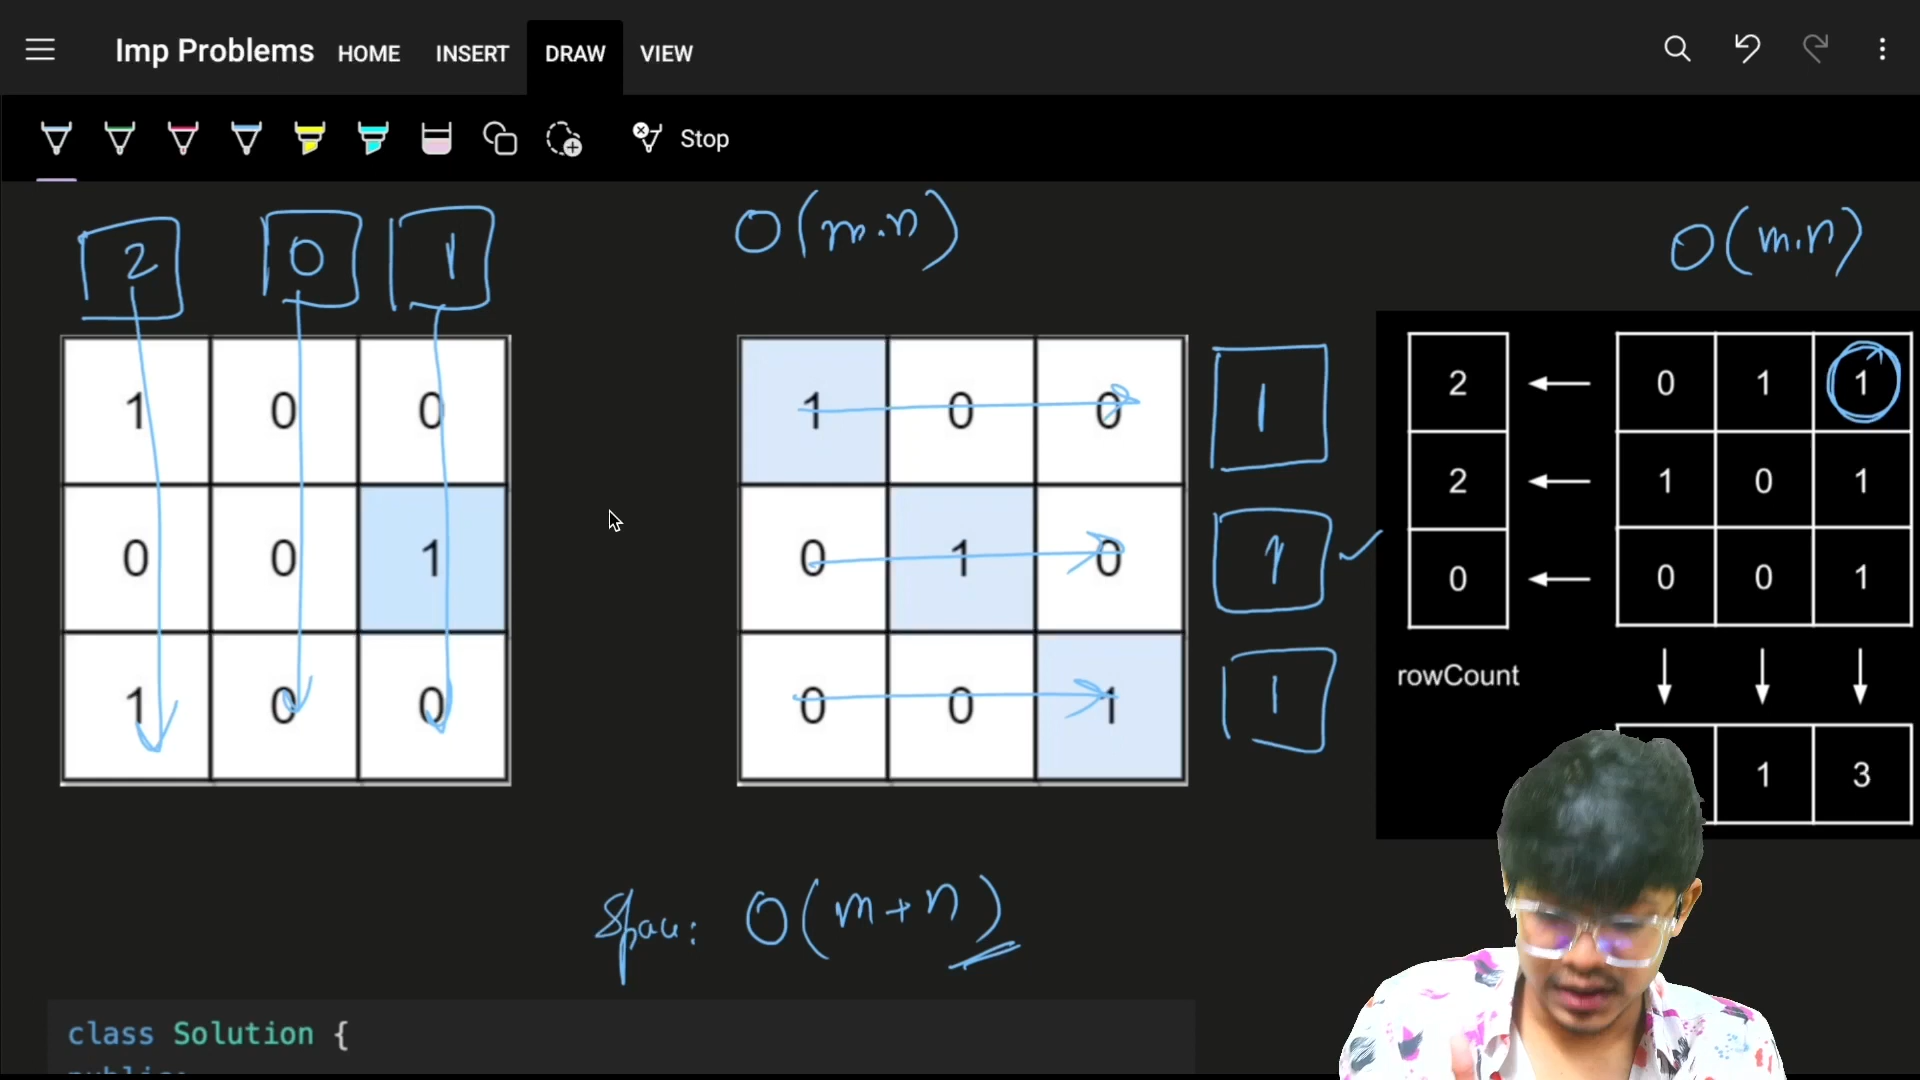 Imp Problems HOME INSERT DRAW VIEW
Stop
2 0 1
O(m.n)
O(m.n)
1 0 0
0 0 1
1 0 0
1 0 0 1
0 1 0 1
0 0 1 1
2 0 1 1
2 1 0 1
0 0 0 1
rowCount
1 3
Space: O(m+n)
class Solution {
public: